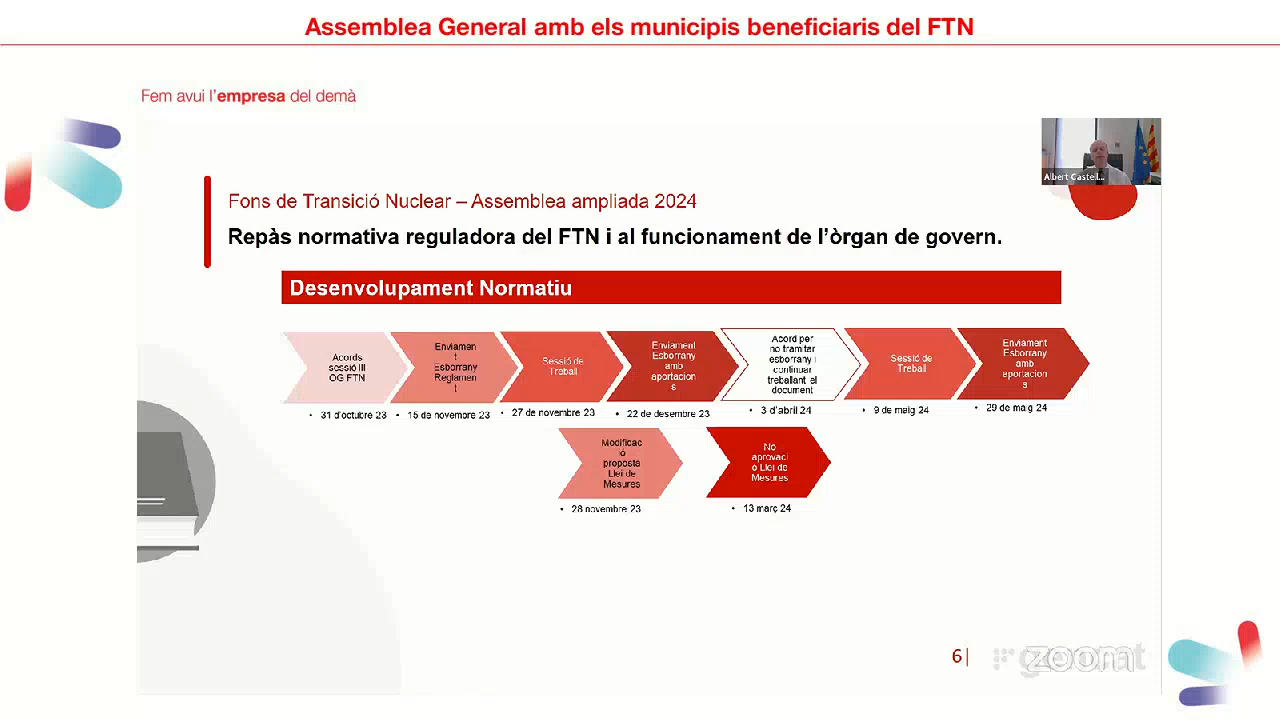 Assemblea General amb els municipis beneficiaris del FTN
Fem avui l'empresa del demà
Albert Castell...
Fons de Transició Nuclear – Assemblea ampliada 2024
Repàs normativa reguladora del FTN i al funcionament de l'òrgan de govern.
Desenvolupament Normatiu
Acords
sessió III
OG FTN
• 31 d'octubre 23
Enviamen
t
Esborrany
Reglamen
t
• 15 de novembre 23
Sessió de
Treball
• 27 de novembre 23
Enviament
Esborrany
amb
aportacion
s
• 22 de desembre 23
Acord per
no tramitar
esborrany i
continuar
treballant el
document
• 3 d'abril 24
Sessió de
Treball
• 9 de maig 24
Enviament
Esborrany
amb
aportacion
s
• 29 de maig 24
Modificac
ió
proposta
Llei de
Mesures
• 28 novembre 23
No
aprovaci
ó Llei de
Mesures
• 13 març 24
6|
zoom